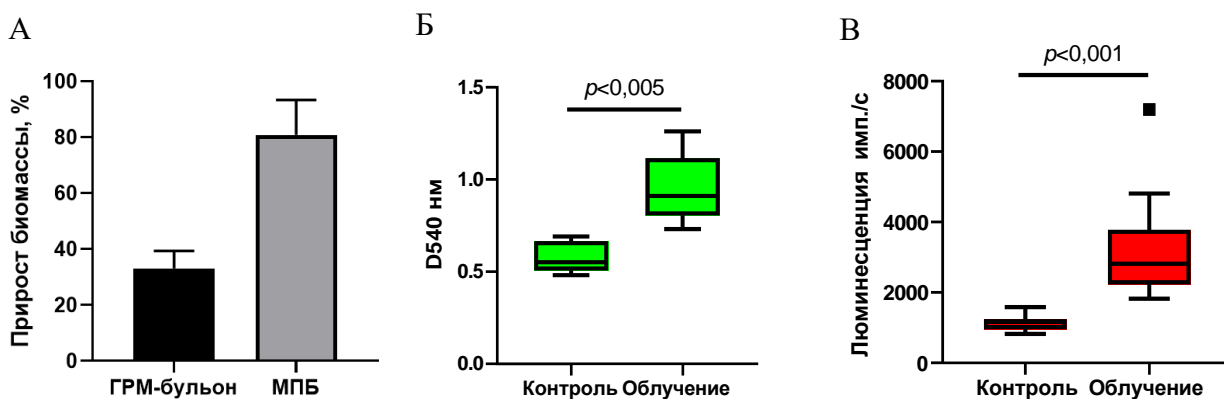 А
Прирост биомассы, %
100
80
60
40
20
0
ГРМ-бульон МПБ
Б
p<0,005
D540 нм
1.5
1.0
0.5
0.0
Контроль Облучение
В
p<0,001
Люминесценция имп./с
8000
6000
4000
2000
0
Контроль Облучение